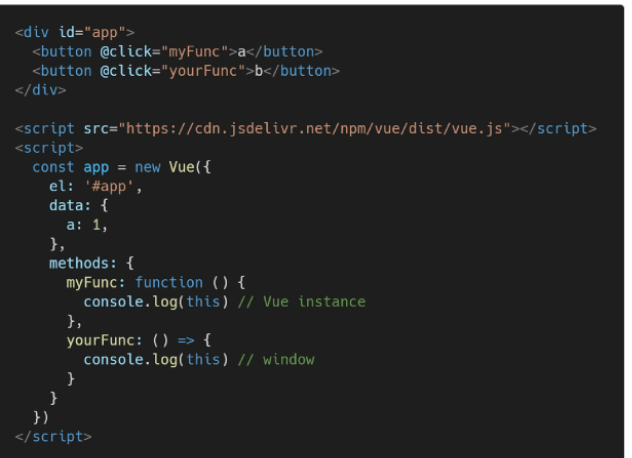 <div id="app">
  <button @click="myFunc">a</button>
  <button @click="yourFunc">b</button>
</div>

<script src="https://cdn.jsdelivr.net/npm/vue/dist/vue.js"></script>
<script>
  const app = new Vue({
    el: '#app',
    data: {
      a: 1,
    },
    methods: {
      myFunc: function () {
        console.log(this) // Vue instance
      },
      yourFunc: () => {
        console.log(this) // window
      }
    }
  })
</script>